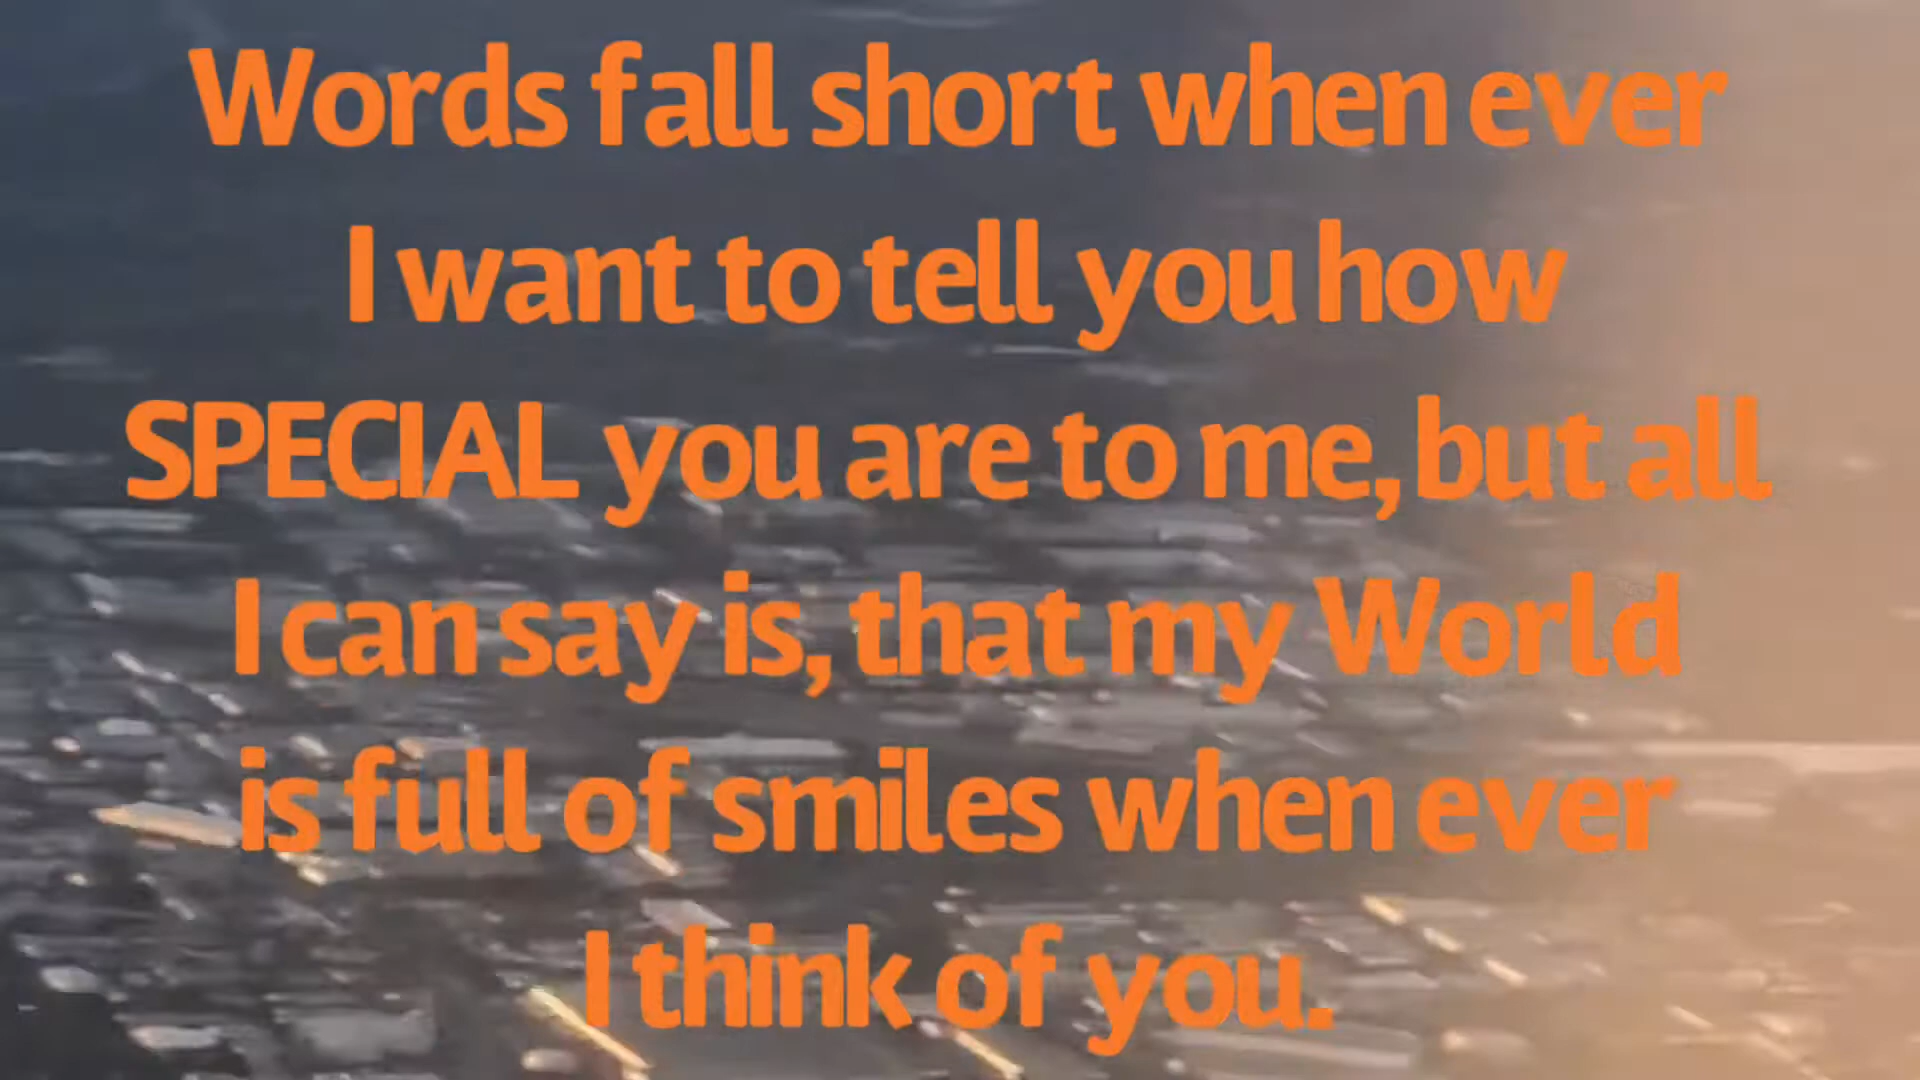 Words fall short when ever
I want to tell you how
SPECIAL you are to me, but all
I can say is, that my World
is full of smiles when ever
I think of you.